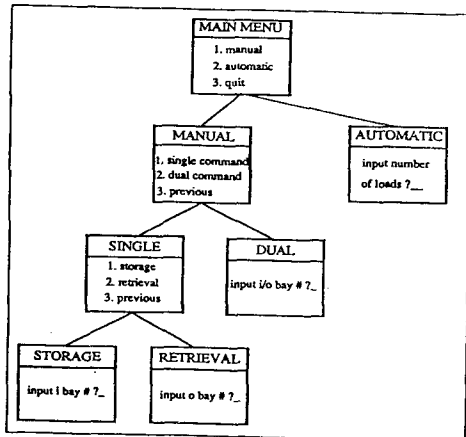 MAIN MENU
1. manual
2. automatic
3. quit
MANUAL
1. single command
2. dual command
3. previous
AUTOMATIC
input number
of loads ?__
SINGLE
1. storage
2. retrieval
3. previous
DUAL
input i/o bay # ?_
STORAGE
input i bay # ?_
RETRIEVAL
input o bay # ?_